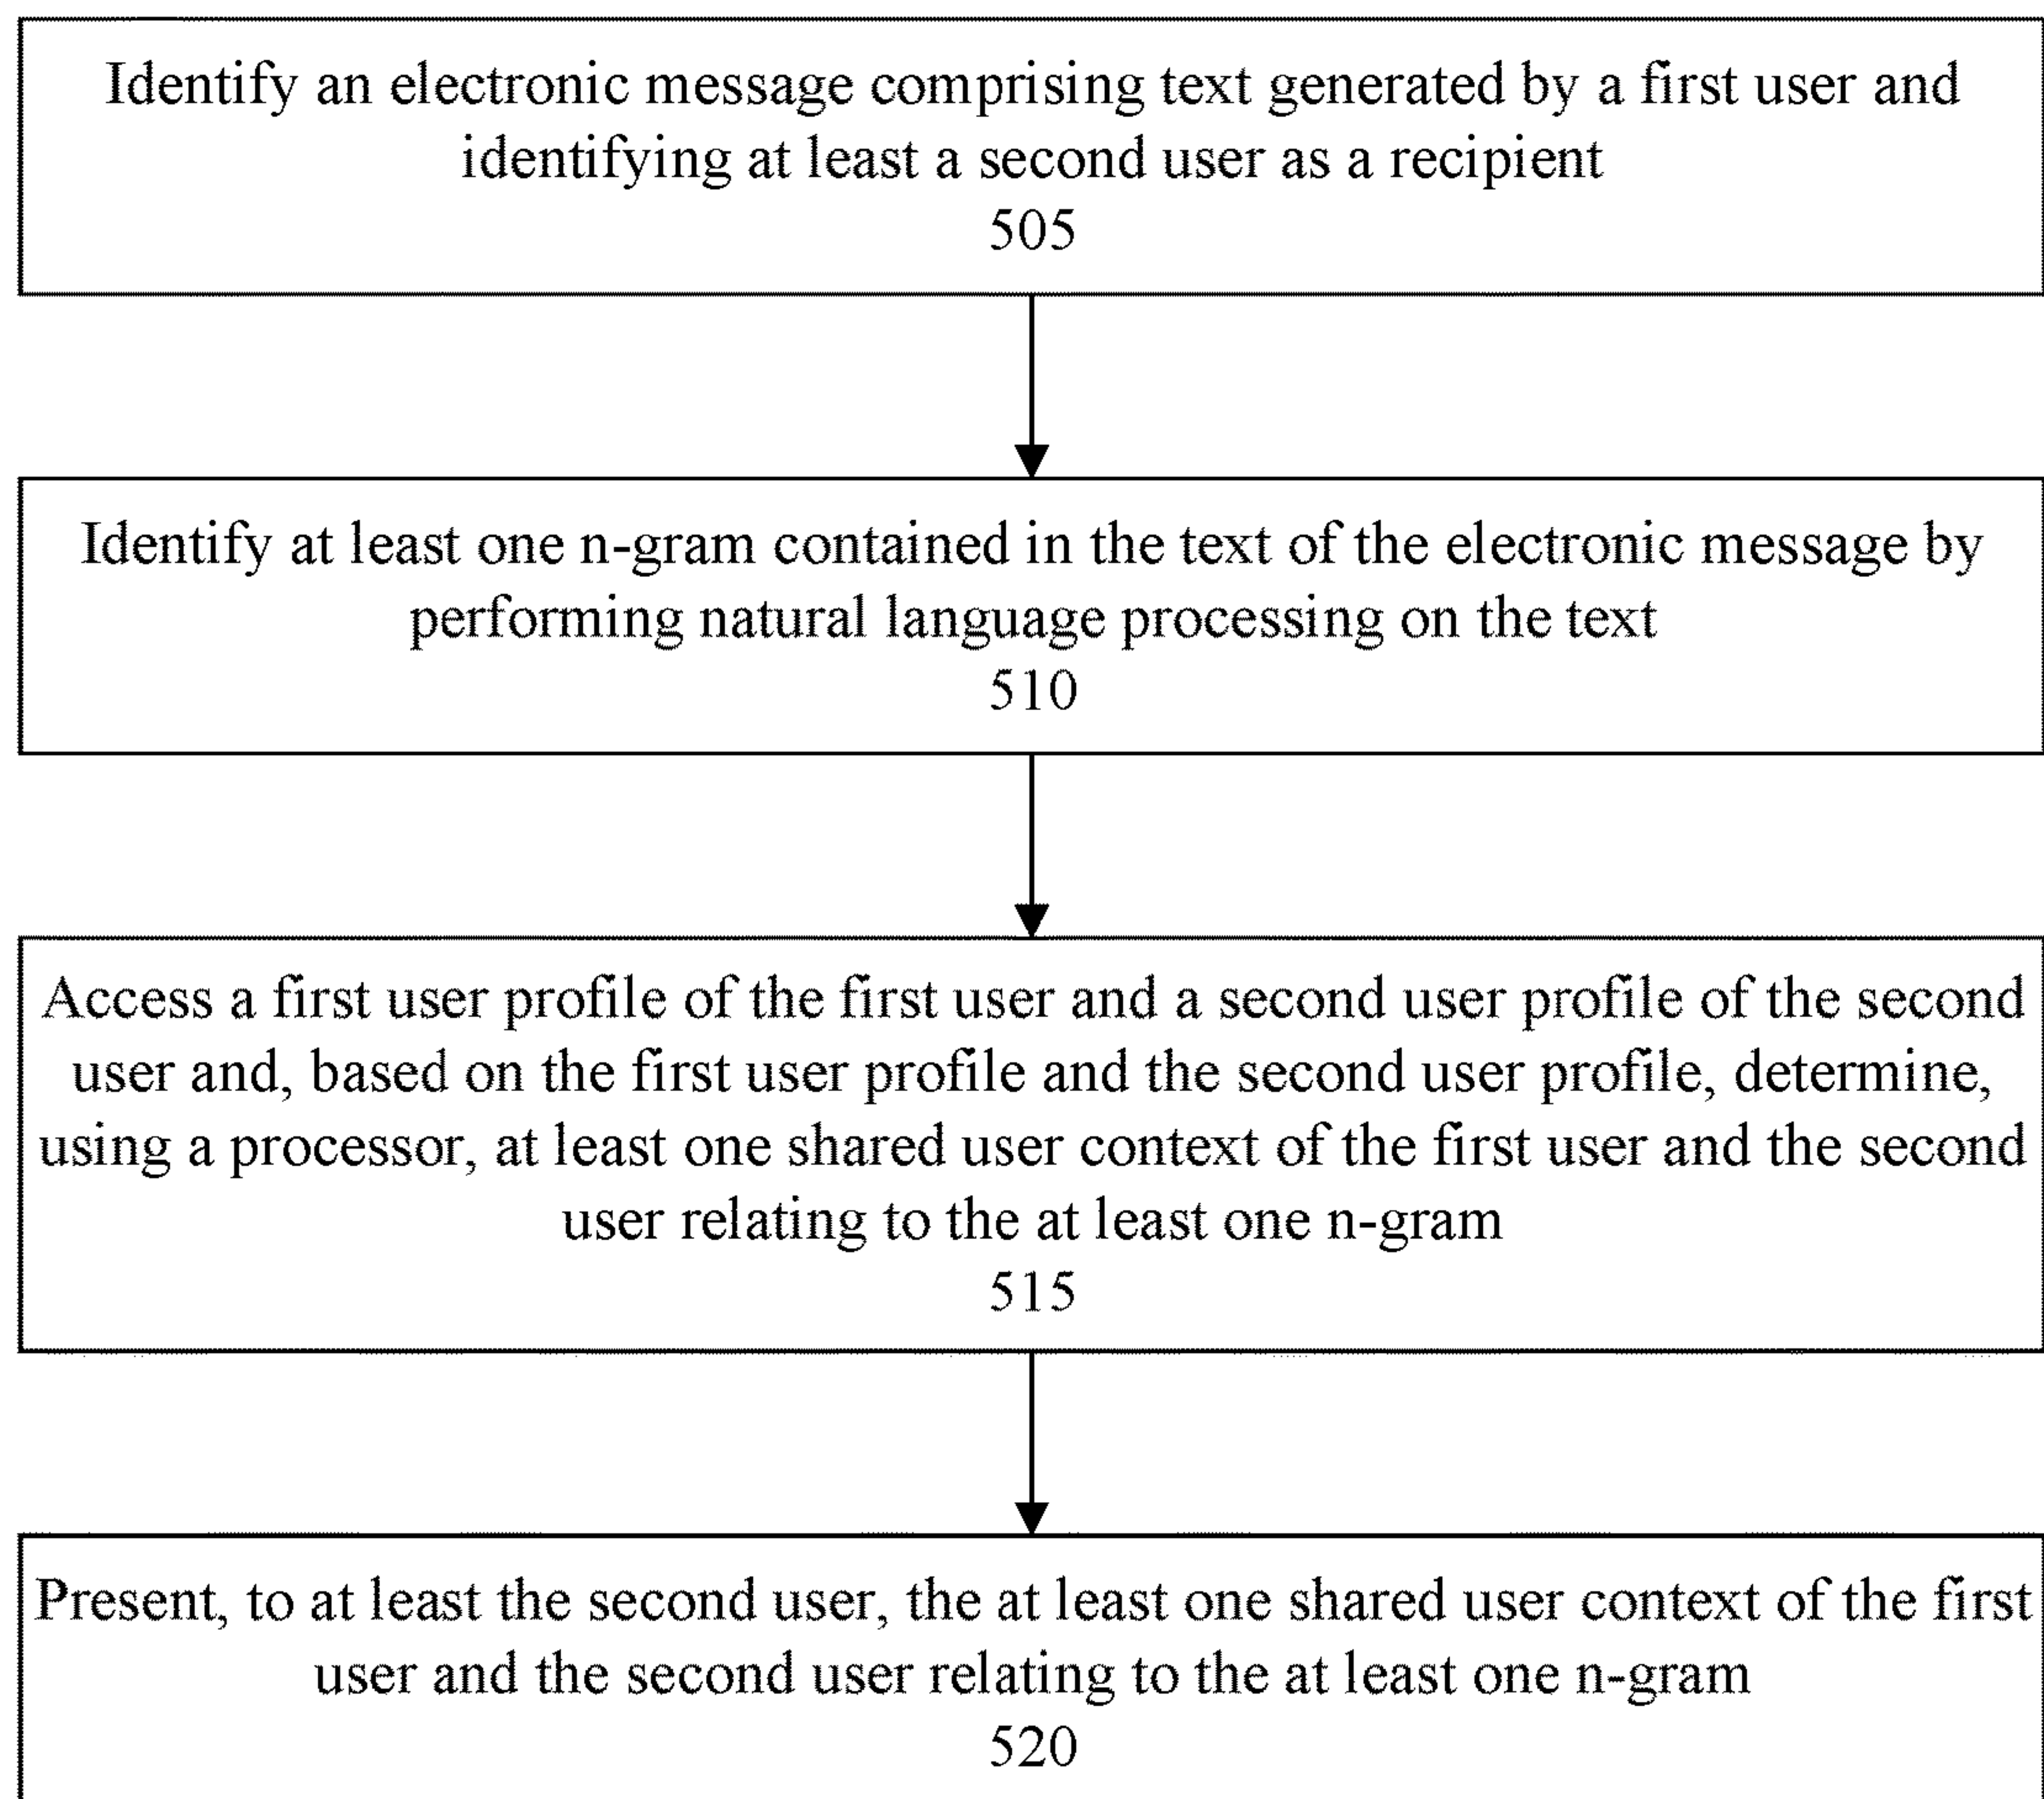 Identify an electronic message comprising text generated by a first user and
identifying at least a second user as a recipient
505
Identify at least one n-gram contained in the text of the electronic message by
performing natural language processing on the text
510
Access a first user profile of the first user and a second user profile of the second
user and, based on the first user profile and the second user profile, determine,
using a processor, at least one shared user context of the first user and the second
user relating to the at least one n-gram
515
Present, to at least the second user, the at least one shared user context of the first
user and the second user relating to the at least one n-gram
520